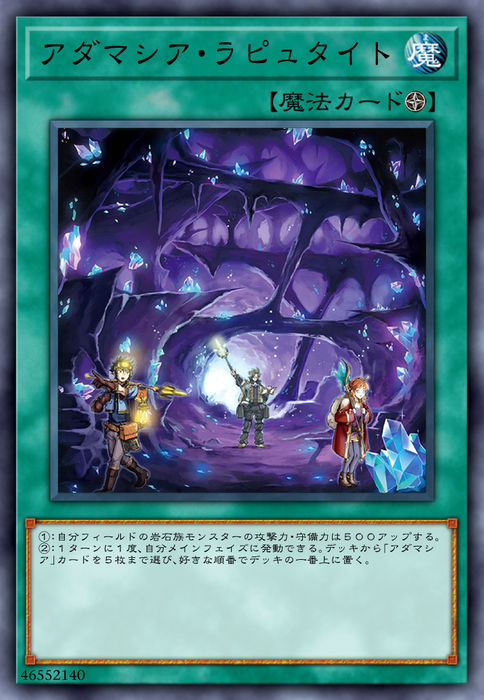 アダマシア・ラピュタイト
魔
【魔法カード】
①:自分フィールドの岩石族モンスターの攻撃力・守備力は500アップする。
②:1ターンに1度、自分メインフェイズに発動できる。デッキから「アダマシ
ア」カードを5枚まで選び、好きな順番でデッキの一番上に置く。
46552140